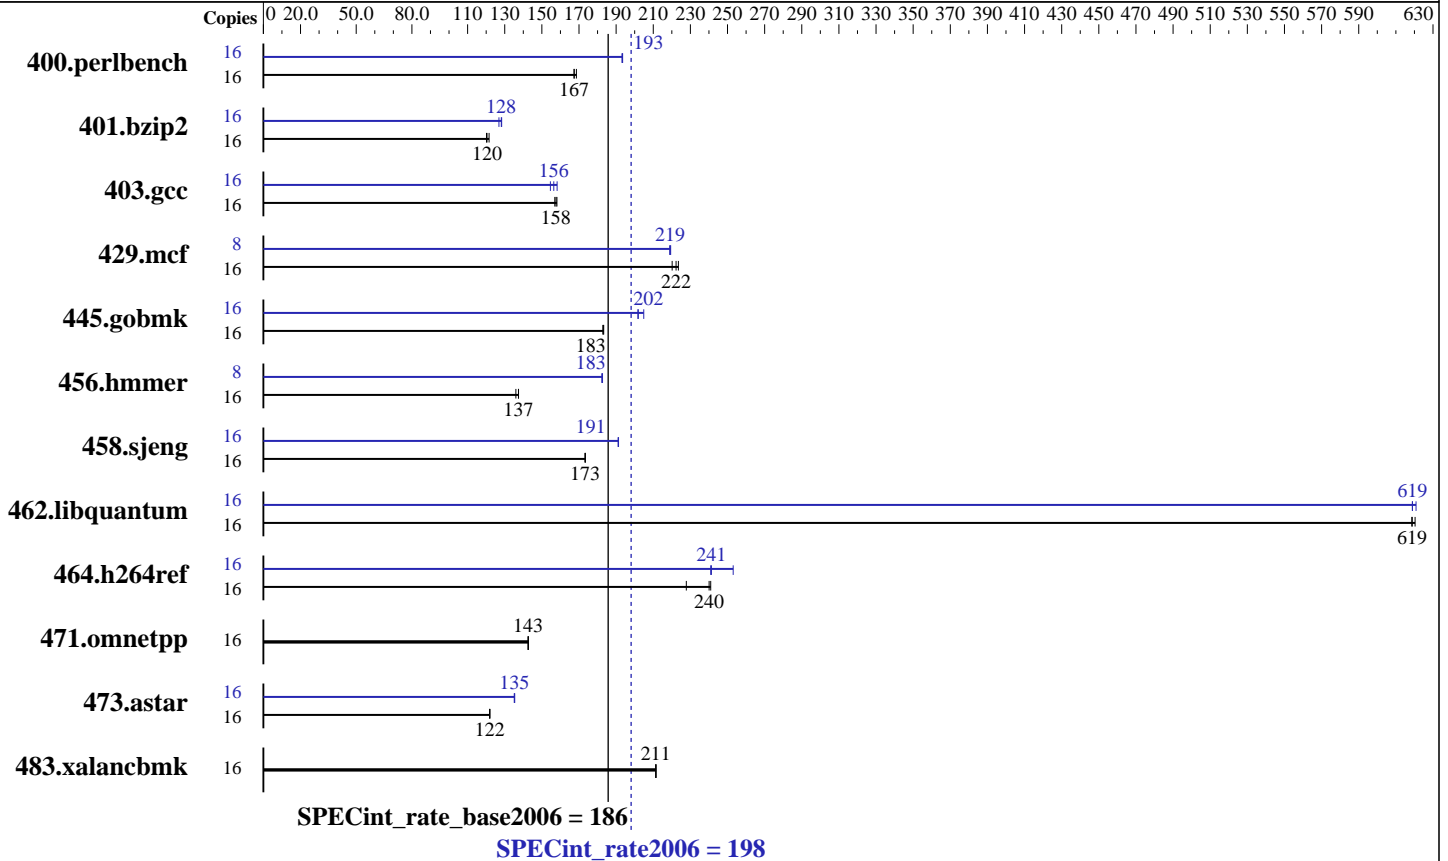 Copies 0 20.0 50.0 80.0 110 130 150 170 190 210 230 250 270 290 310 330 350 370 390 410 430 450 470 490 510 530 550 570 590 630
400.perlbench 16 193
16 167
401.bzip2 16 128
16 120
403.gcc 16 156
16 158
429.mcf 8 219
16 222
445.gobmk 16 202
16 183
456.hmmer 8 183
16 137
458.sjeng 16 191
16 173
462.libquantum 16 619
16 619
464.h264ref 16 241
16 240
471.omnetpp 16 143
473.astar 16 135
16 122
483.xalancbmk 16 211
SPECint_rate_base2006 = 186
SPECint_rate2006 = 198